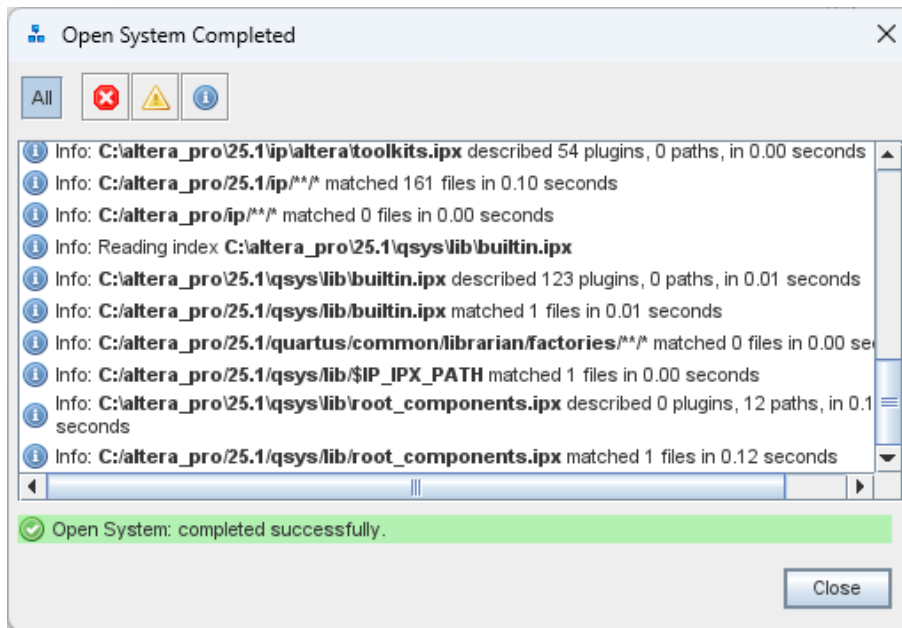 Open System Completed
All
Info: C:\altera_pro\25.1\ip\altera\toolkits.ipx described 54 plugins, 0 paths, in 0.00 seconds
Info: C:/altera_pro/25.1/ip/**/* matched 161 files in 0.10 seconds
Info: C:/altera_pro/ip/**/* matched 0 files in 0.00 seconds
Info: Reading index C:\altera_pro\25.1\qsys\lib\builtin.ipx
Info: C:\altera_pro\25.1\qsys\lib\builtin.ipx described 123 plugins, 0 paths, in 0.01 seconds
Info: C:/altera_pro/25.1/qsys/lib/builtin.ipx matched 1 files in 0.01 seconds
Info: C:/altera_pro/25.1/quartus/common/librarian/factories/**/* matched 0 files in 0.00 se
Info: C:/altera_pro/25.1/qsys/lib/$IP_IPX_PATH matched 1 files in 0.00 seconds
Info: C:\altera_pro\25.1\qsys\lib\root_components.ipx described 0 plugins, 12 paths, in 0.1
seconds
Info: C:/altera_pro/25.1/qsys/lib/root_components.ipx matched 1 files in 0.12 seconds
Open System: completed successfully.
Close